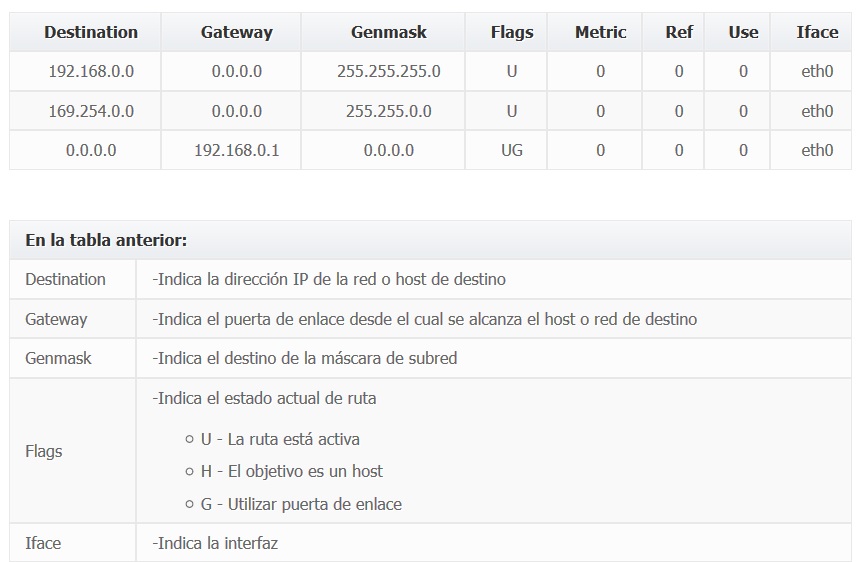 Destination Gateway Genmask Flags Metric Ref Use Iface
192.168.0.0 0.0.0.0 255.255.255.0 U 0 0 0 eth0
169.254.0.0 0.0.0.0 255.255.0.0 U 0 0 0 eth0
0.0.0.0 192.168.0.1 0.0.0.0 UG 0 0 0 eth0
En la tabla anterior:
Destination -Indica la dirección IP de la red o host de destino
Gateway -Indica el puerta de enlace desde el cual se alcanza el host o red de destino
Genmask -Indica el destino de la máscara de subred
Flags -Indica el estado actual de ruta
U - La ruta está activa
H - El objetivo es un host
G - Utilizar puerta de enlace
Iface -Indica la interfaz